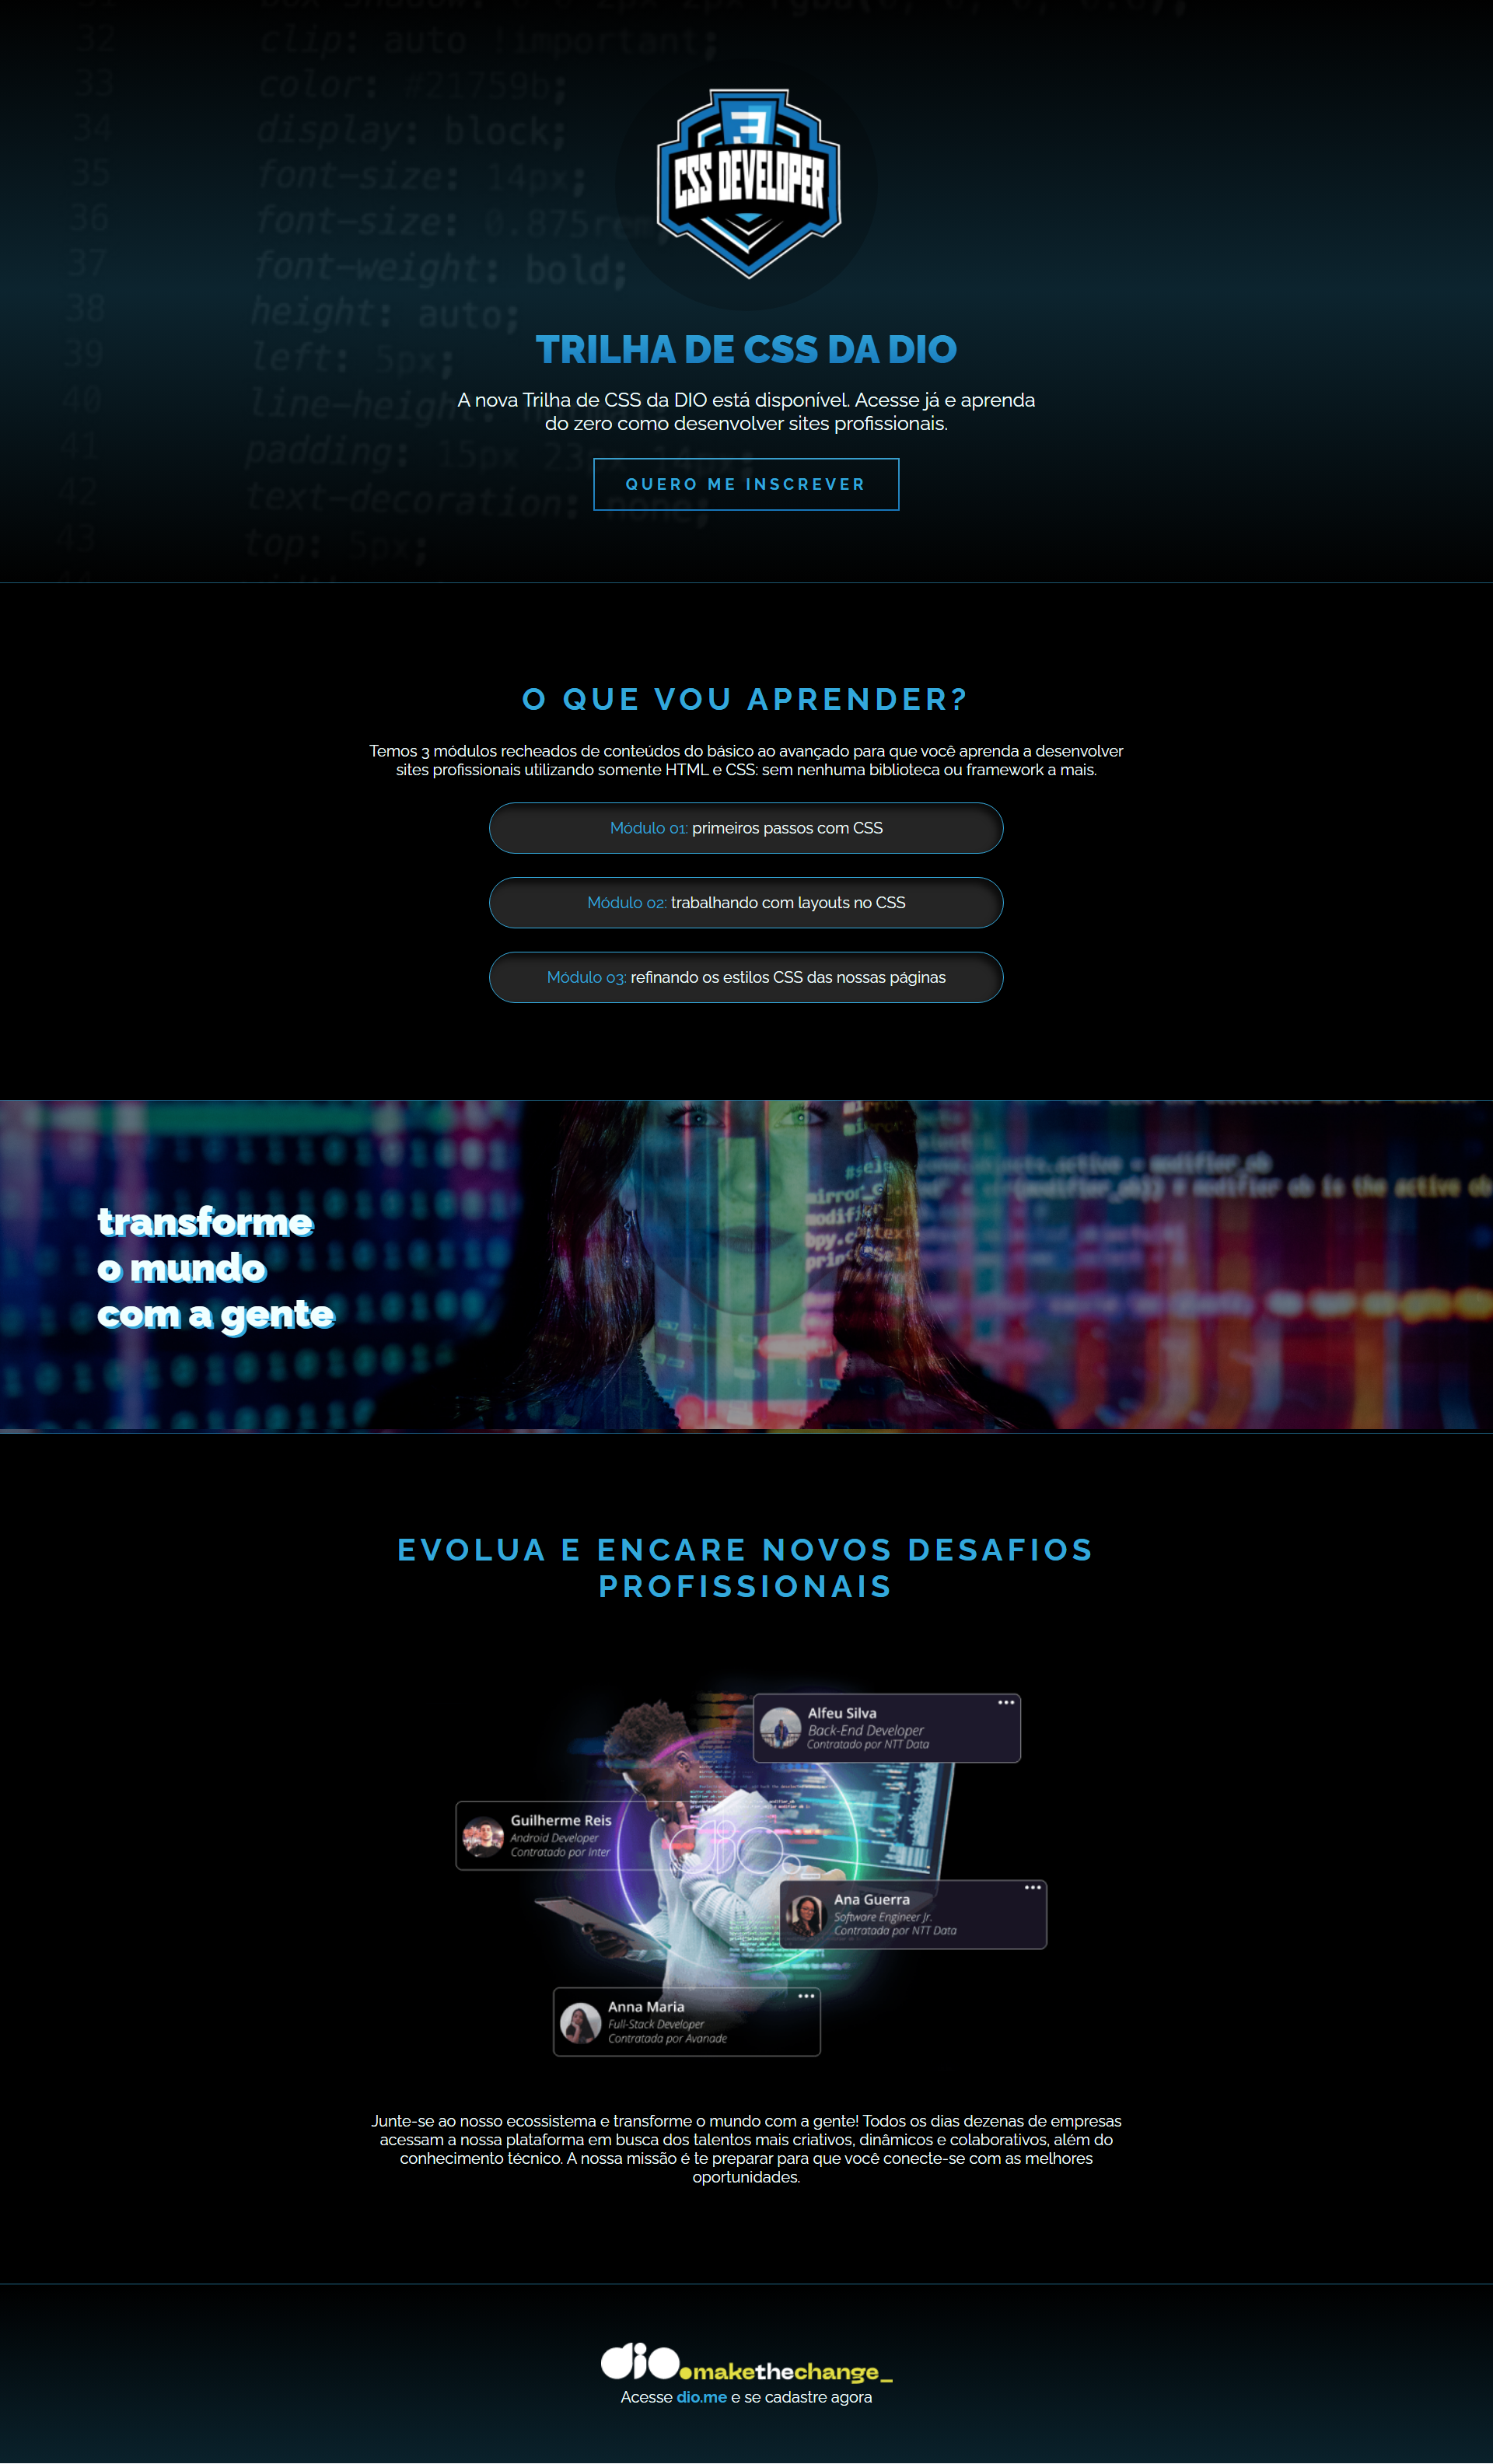 32 clip: auto !important;
33 color: #21759b;
34 display: block;
35 font-size: 14px;
36 font-size: 0.875rem;
37 font-weight: bold;
38 height: auto;
39 left: 5px;
40 line-height: normal;
41 padding: 15px 23px 14px;
42 text-decoration: none;
43 top: 5px;
CSS DEVELOPER
TRILHA DE CSS DA DIO
A nova Trilha de CSS da DIO está disponível. Acesse já e aprenda
do zero como desenvolver sites profissionais.
QUERO ME INSCREVER
O QUE VOU APRENDER?
Temos 3 módulos recheados de conteúdos do básico ao avançado para que você aprenda a desenvolver
sites profissionais utilizando somente HTML e CSS: sem nenhuma biblioteca ou framework a mais.
Módulo 01: primeiros passos com CSS
Módulo 02: trabalhando com layouts no CSS
Módulo 03: refinando os estilos CSS das nossas páginas
transforme
o mundo
com a gente
EVOLUA E ENCARE NOVOS DESAFIOS
PROFISSIONAIS
Alfeu Silva
Back-End Developer
Contratado por NTT Data
Guilherme Reis
Android Developer
Contratado por Inter
dio.
Ana Guerra
Software Engineer Jr.
Contratada por NTT Data
Anna Maria
Full-Stack Developer
Contratada por Avanade
Junte-se ao nosso ecossistema e transforme o mundo com a gente! Todos os dias dezenas de empresas
acessam a nossa plataforma em busca dos talentos mais criativos, dinâmicos e colaborativos, além do
conhecimento técnico. A nossa missão é te preparar para que você conecte-se com as melhores
oportunidades.
dio.makethechange_
Acesse dio.me e se cadastre agora